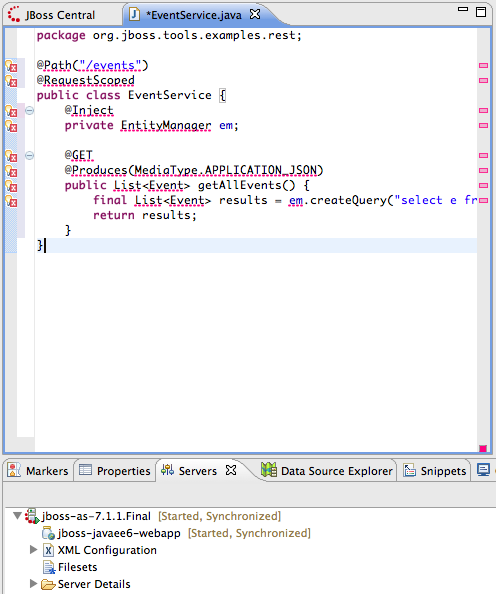 JBoss Central
*EventService.java
package org.jboss.tools.examples.rest;
@Path("/events")
@RequestScoped
public class EventService {
@Inject
private EntityManager em;
@GET
@Produces(MediaType.APPLICATION_JSON)
public List<Event> getAllEvents() {
final List<Event> results = em.createQuery("select e fr
return results;
}
}
Markers Properties Servers Data Source Explorer Snippets
jboss-as-7.1.1.Final [Started, Synchronized]
jboss-javaee6-webapp [Started, Synchronized]
XML Configuration
Filesets
Server Details